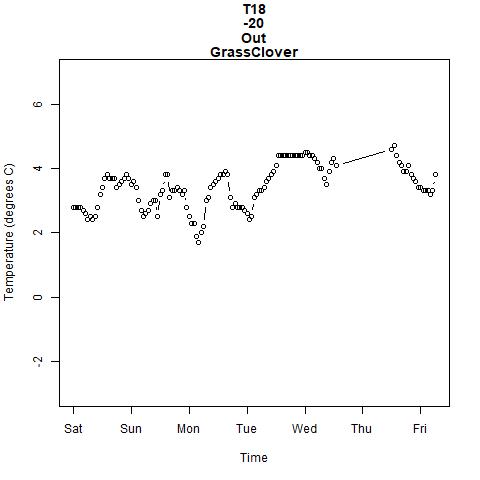 T18
-20
Out
GrassClover
6
4
2
0
-2
Temperature (degrees C)
Sat Sun Mon Tue Wed Thu Fri
Time